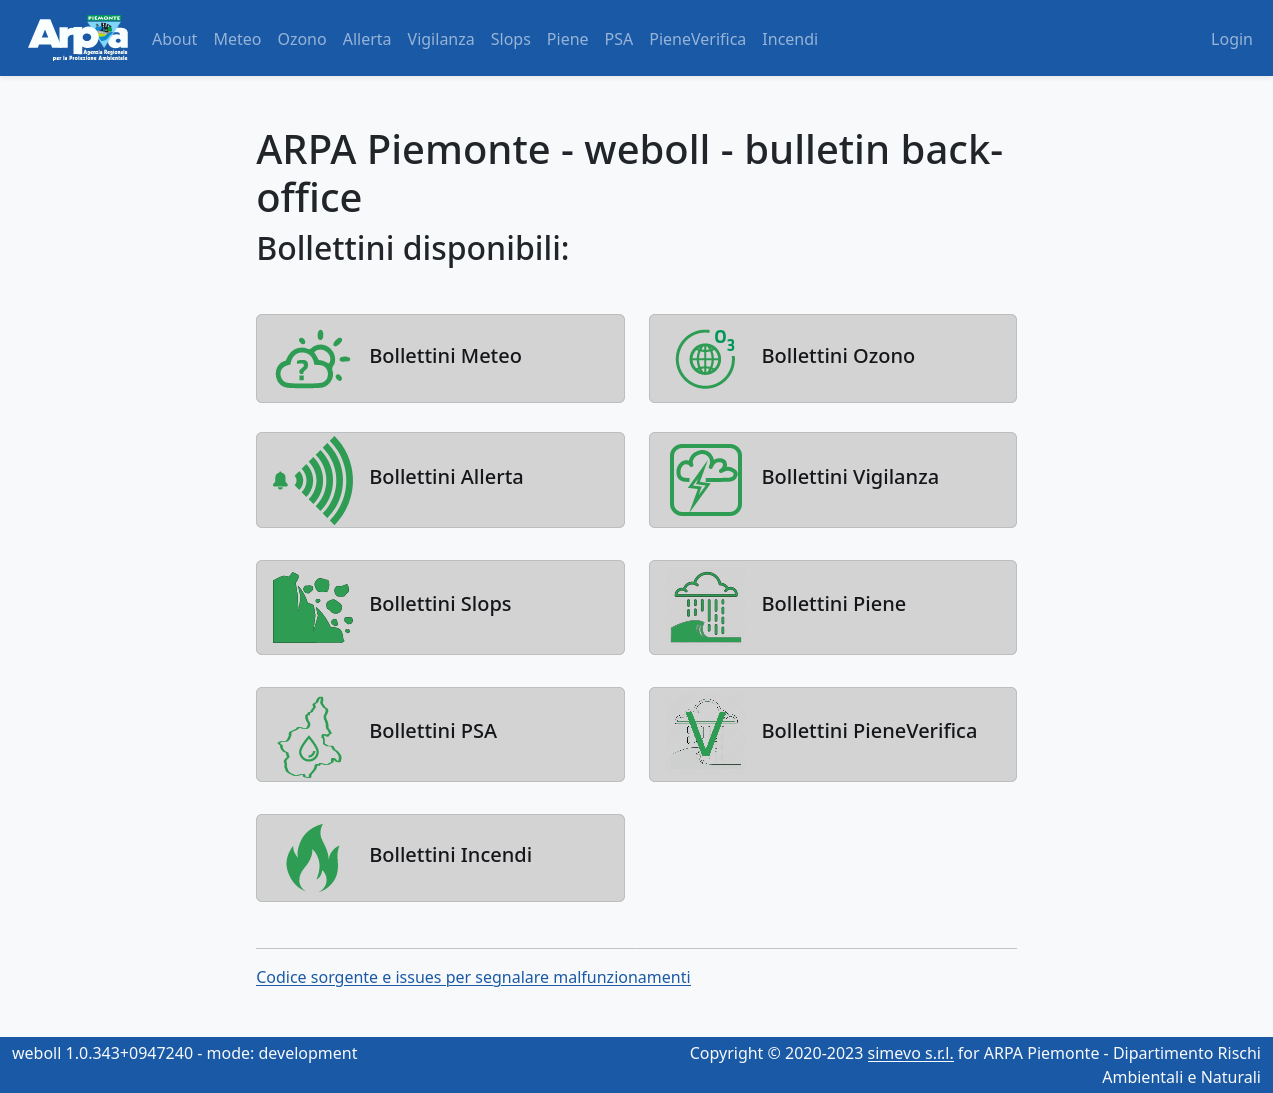 PIEMONTE
Arpa
Agenzia Regionale
per la Protezione Ambientale
About Meteo Ozono Allerta Vigilanza Slops Piene PSA PieneVerifica Incendi Login
ARPA Piemonte - weboll - bulletin back-
office
Bollettini disponibili:
?
Bollettini Meteo
O3
Bollettini Ozono
Bollettini Allerta
Bollettini Vigilanza
Bollettini Slops
Bollettini Piene
Bollettini PSA
V
Bollettini PieneVerifica
Bollettini Incendi
Codice sorgente e issues per segnalare malfunzionamenti
weboll 1.0.343+0947240 - mode: development
Copyright © 2020-2023 simevo s.r.l. for ARPA Piemonte - Dipartimento Rischi
Ambientali e Naturali